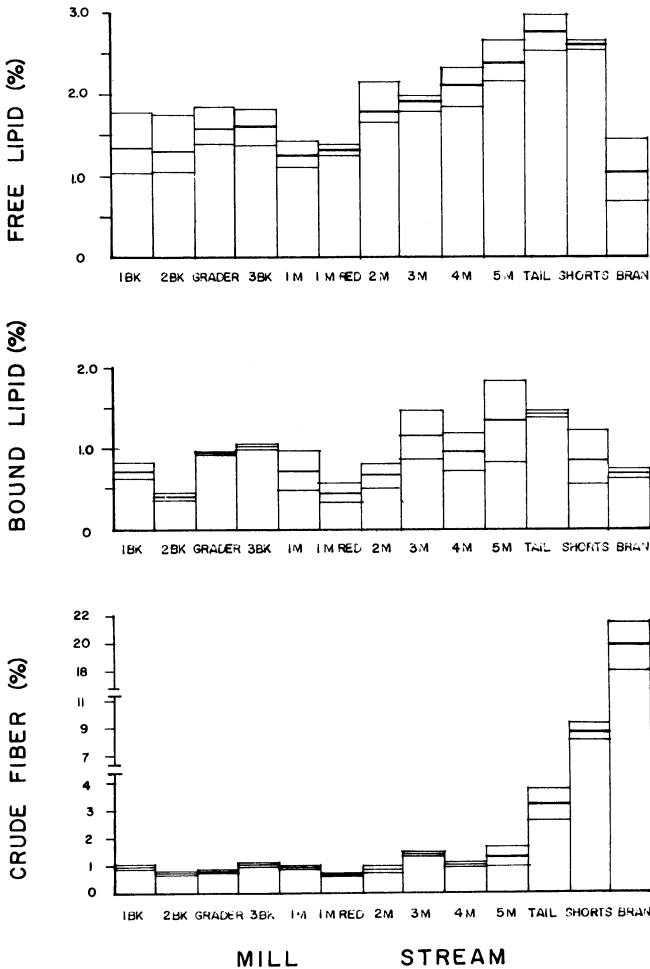 FREE LIPID (%)
3.0
2.0
1.0
0
1BK 2BK GRADER 3BK 1M 1M RED 2M 3M 4M 5M TAIL SHORTS BRAN
BOUND LIPID (%)
2.0
1.0
0
1BK 2BK GRADER 3BK 1M 1M RED 2M 3M 4M 5M TAIL SHORTS BRAN
CRUDE FIBER (%)
22
20
18
11
9
7
4
3
2
1
0
1BK 2BK GRADER 3BK 1M 1M RED 2M 3M 4M 5M TAIL SHORTS BRAN
MILL STREAM